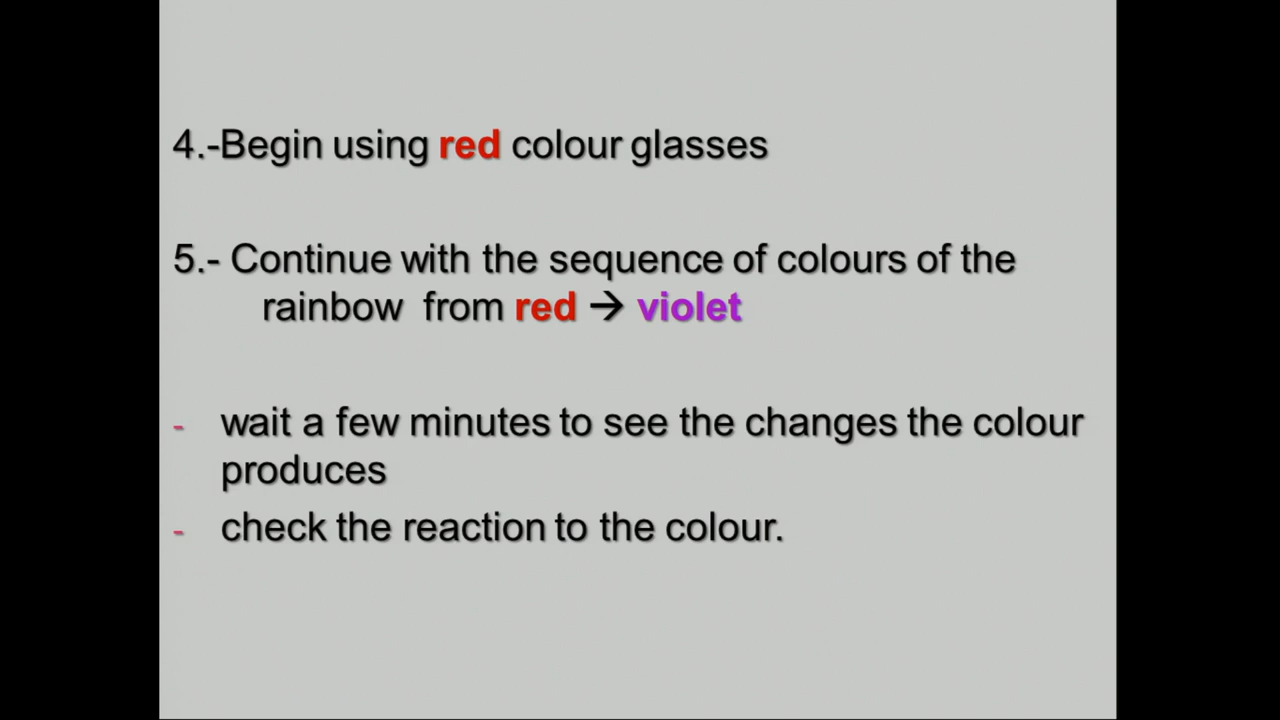 4.-Begin using red colour glasses
5.- Continue with the sequence of colours of the
rainbow from red → violet
- wait a few minutes to see the changes the colour
produces
- check the reaction to the colour.